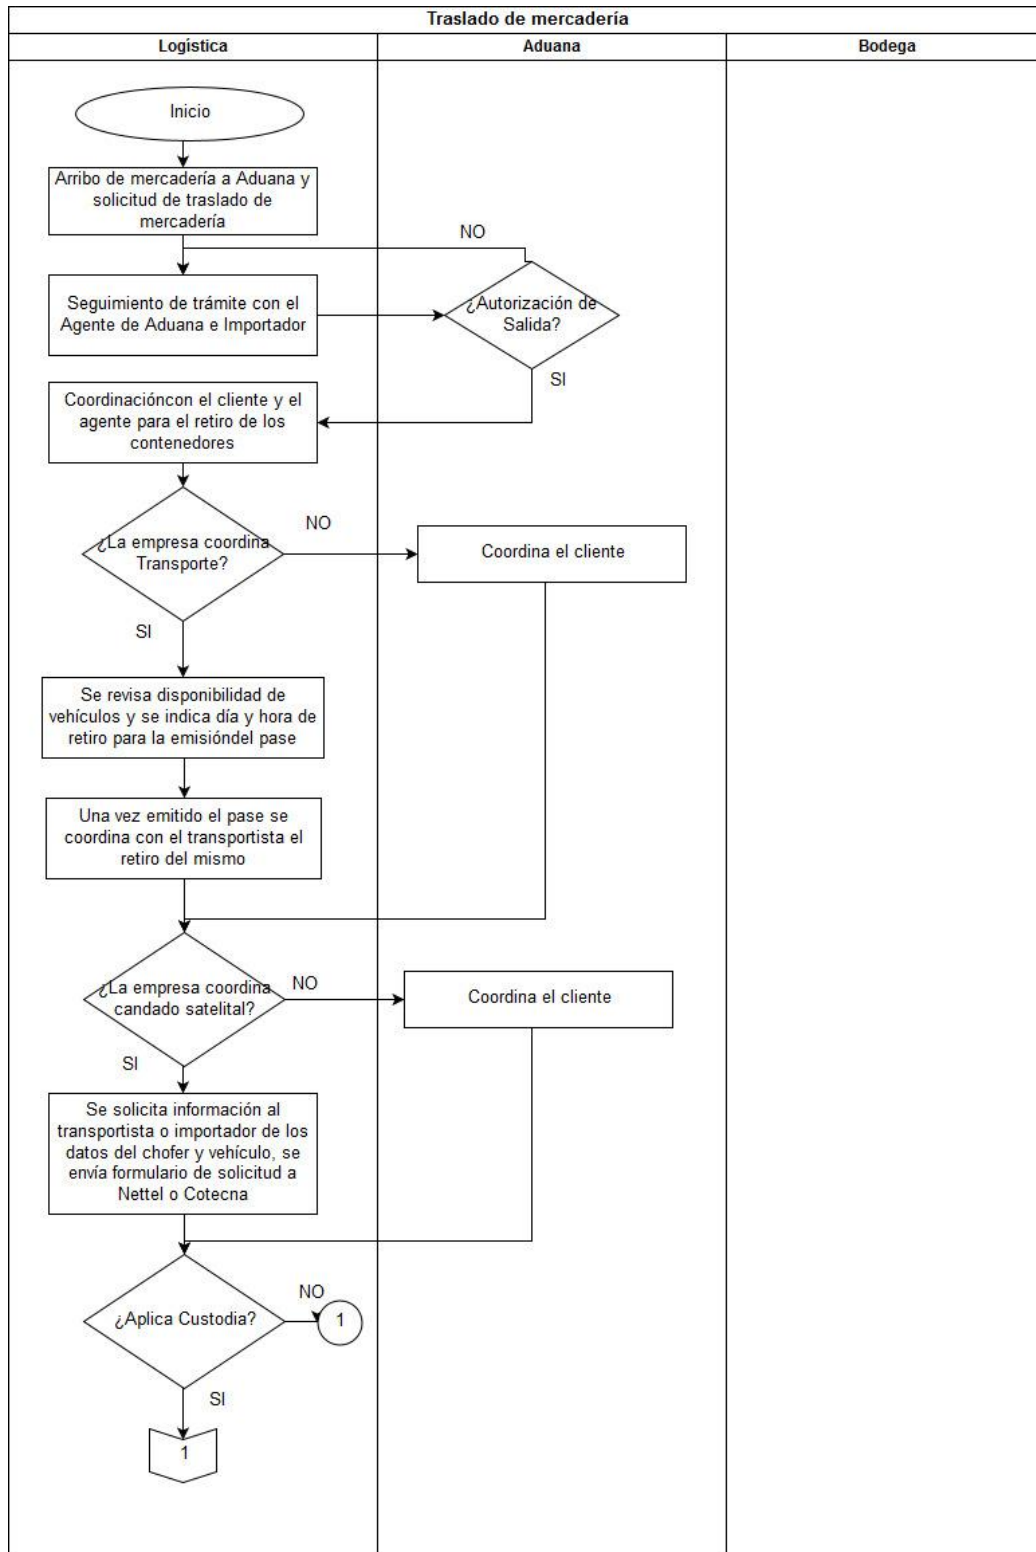 Traslado de mercadería
Logística
Aduana
Bodega
Inicio
Arribo de mercadería a Aduana y
solicitud de traslado de
mercadería
NO
Seguimiento de trámite con el
Agente de Aduana e Importador
¿Autorización de
Salida?
SI
Coordinacióncon el cliente y el
agente para el retiro de los
contenedores
¿La empresa coordina
Transporte?
NO
Coordina el cliente
SI
Se revisa disponibilidad de
vehículos y se indica día y hora de
retiro para la emisióndel pase
Una vez emitido el pase se
coordina con el transportista el
retiro del mismo
¿La empresa coordina
candado satelital?
NO
Coordina el cliente
SI
Se solicita información al
transportista o importador de los
datos del chofer y vehículo, se
envía formulario de solicitud a
Nettel o Cotecna
¿Aplica Custodia?
NO
1
SI
1